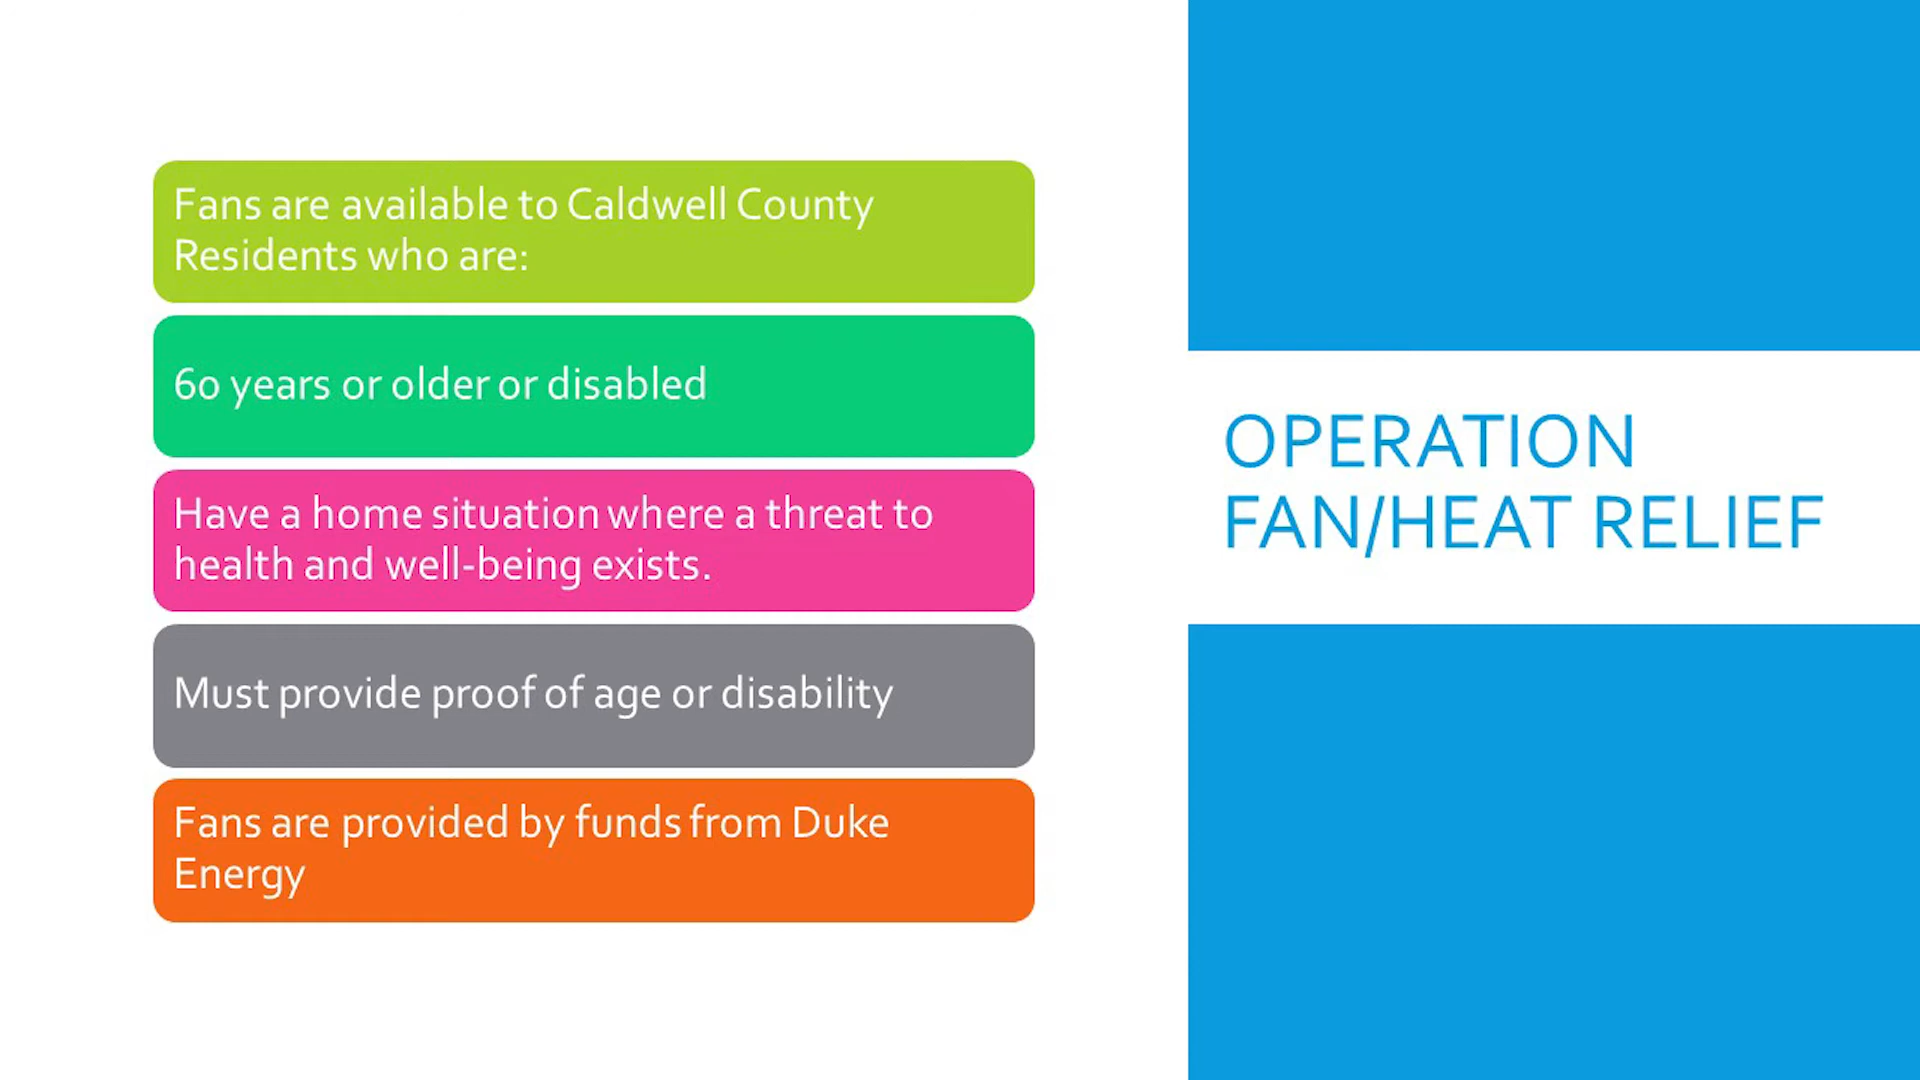 Fans are available to Caldwell County
Residents who are:
60 years or older or disabled
Have a home situation where a threat to
health and well-being exists.
Must provide proof of age or disability
Fans are provided by funds from Duke
Energy
OPERATION
FAN/HEAT RELIEF